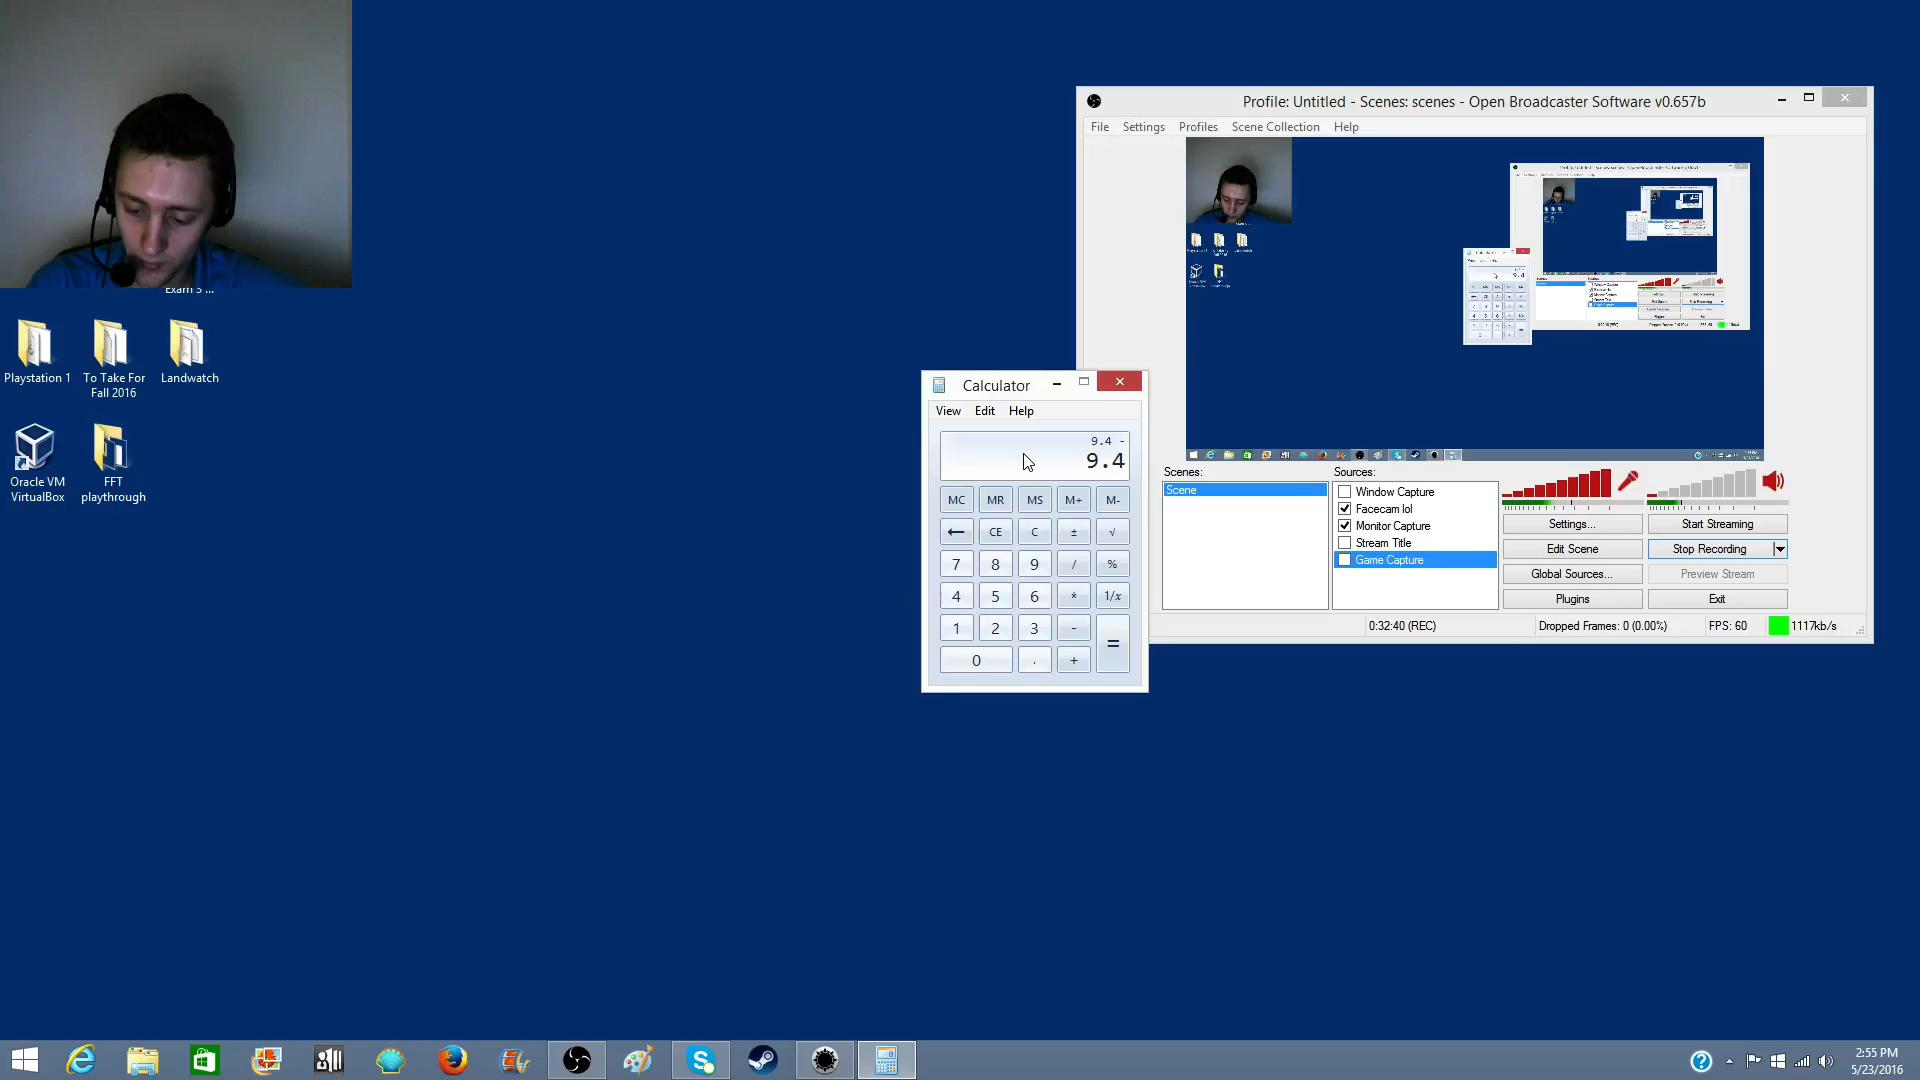 Exam 3 ...
Playstation 1
To Take For
Fall 2016
Landwatch
Oracle VM
VirtualBox
FFT
playthrough
Profile: Untitled - Scenes: scenes - Open Broadcaster Software v0.657b
File Settings Profiles Scene Collection Help
Calculator
View Edit Help
9.4 -
9.4
MC MR MS M+ M-
← CE C ± √
7 8 9 / %
4 5 6 * 1/x
1 2 3 - =
0 . +
Scenes:
Scene
Sources:
Window Capture
Facecam lol
Monitor Capture
Stream Title
Game Capture
Settings... Start Streaming
Edit Scene Stop Recording
Global Sources... Preview Stream
Plugins Exit
0:32:40 (REC) Dropped Frames: 0 (0.00%) FPS: 60 1117kb/s
2:55 PM
5/23/2016